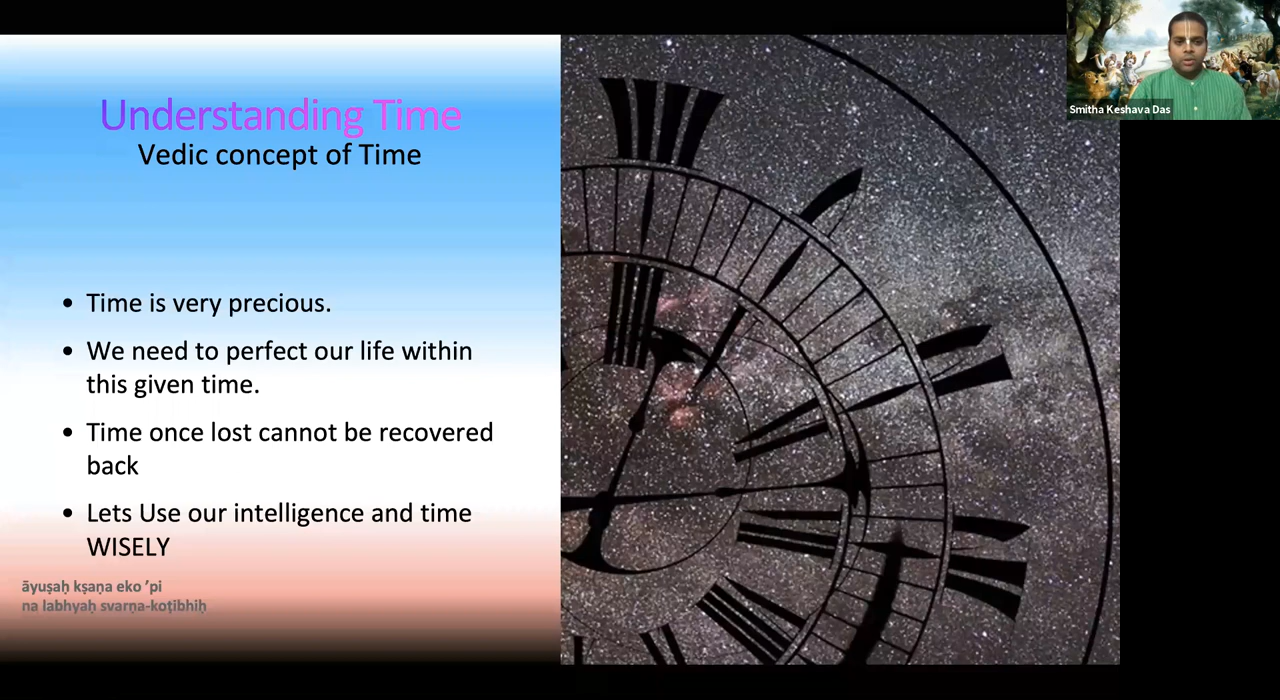 Understanding Time
Vedic concept of Time
• Time is very precious.
• We need to perfect our life within
this given time.
• Time once lost cannot be recovered
back
• Lets Use our intelligence and time
WISELY
āyuṣaḥ kṣaṇa eko ’pi
na labhyaḥ svarṇa-koṭibhiḥ
Smitha Keshava Das